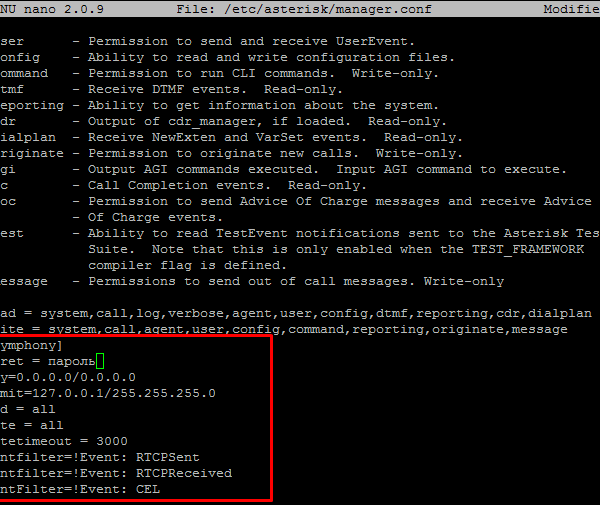 NU nano 2.0.9 File: /etc/asterisk/manager.conf Modifie
ser - Permission to send and receive UserEvent.
onfig - Ability to read and write configuration files.
ommand - Permission to run CLI commands. Write-only.
tmf - Receive DTMF events. Read-only.
eporting - Ability to get information about the system.
dr - Output of cdr_manager, if loaded. Read-only.
ialplan - Receive NewExten and VarSet events. Read-only.
riginate - Permission to originate new calls. Write-only.
gi - Output AGI commands executed. Input AGI command to execute.
c - Call Completion events. Read-only.
oc - Permission to send Advice Of Charge messages and receive Advice
- Of Charge events.
est - Ability to read TestEvent notifications sent to the Asterisk Tes
Suite. Note that this is only enabled when the TEST_FRAMEWORK
compiler flag is defined.
essage - Permissions to send out of call messages. Write-only
ad = system,call,log,verbose,agent,user,config,dtmf,reporting,cdr,dialplan
ite = system,call,agent,user,config,command,reporting,originate,message
ymphony]
ret = пароль
y=0.0.0.0/0.0.0.0
mit=127.0.0.1/255.255.255.0
d = all
te = all
tetimeout = 3000
ntfilter=!Event: RTCPSent
ntfilter=!Event: RTCPReceived
ntFilter=!Event: CEL